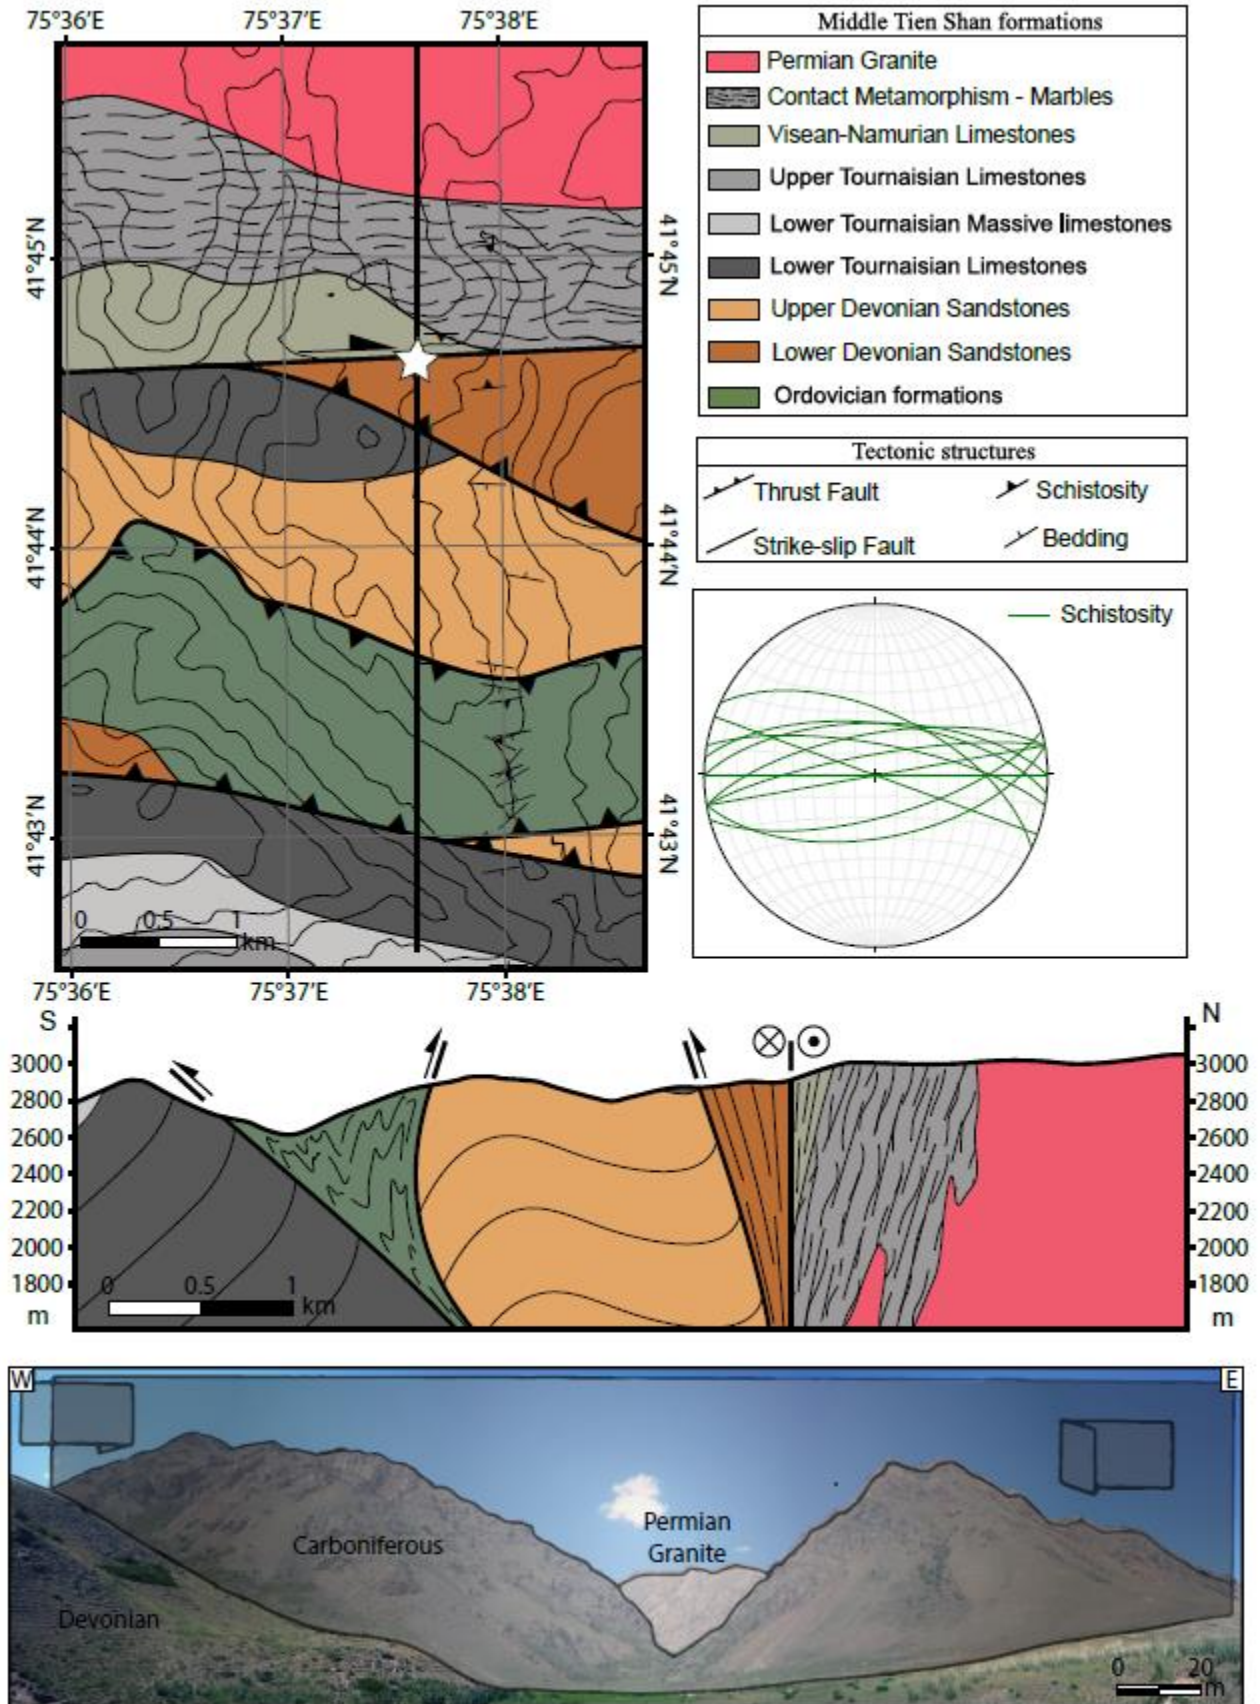 75°36'E 75°37'E 75°38'E
41°45'N
41°45'N
41°44'N
41°44'N
41°43'N
41°43'N
0 0.5 1
km
75°36'E 75°37'E 75°38'E
Middle Tien Shan formations
Permian Granite
Contact Metamorphism - Marbles
Visean-Namurian Limestones
Upper Tournaisian Limestones
Lower Tournaisian Massive limestones
Lower Tournaisian Limestones
Upper Devonian Sandstones
Lower Devonian Sandstones
Ordovician formations
Tectonic structures
Thrust Fault
Schistosity
Strike-slip Fault
Bedding
Schistosity
S
N
3000
2800
2600
2400
2200
2000
1800
m
0 0.5 1
km
3000
2800
2600
2400
2200
2000
1800
m
W
E
Carboniferous
Permian
Granite
Devonian
0 20
m